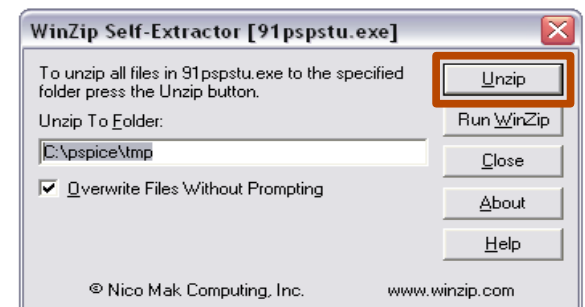 WinZip Self-Extractor [91pspstu.exe]
To unzip all files in 91pspstu.exe to the specified
folder press the Unzip button.
Unzip To Folder:
C:\pspice\tmp
Overwrite Files Without Prompting
Unzip
Run WinZip
Close
About
Help
© Nico Mak Computing, Inc. www.winzip.com